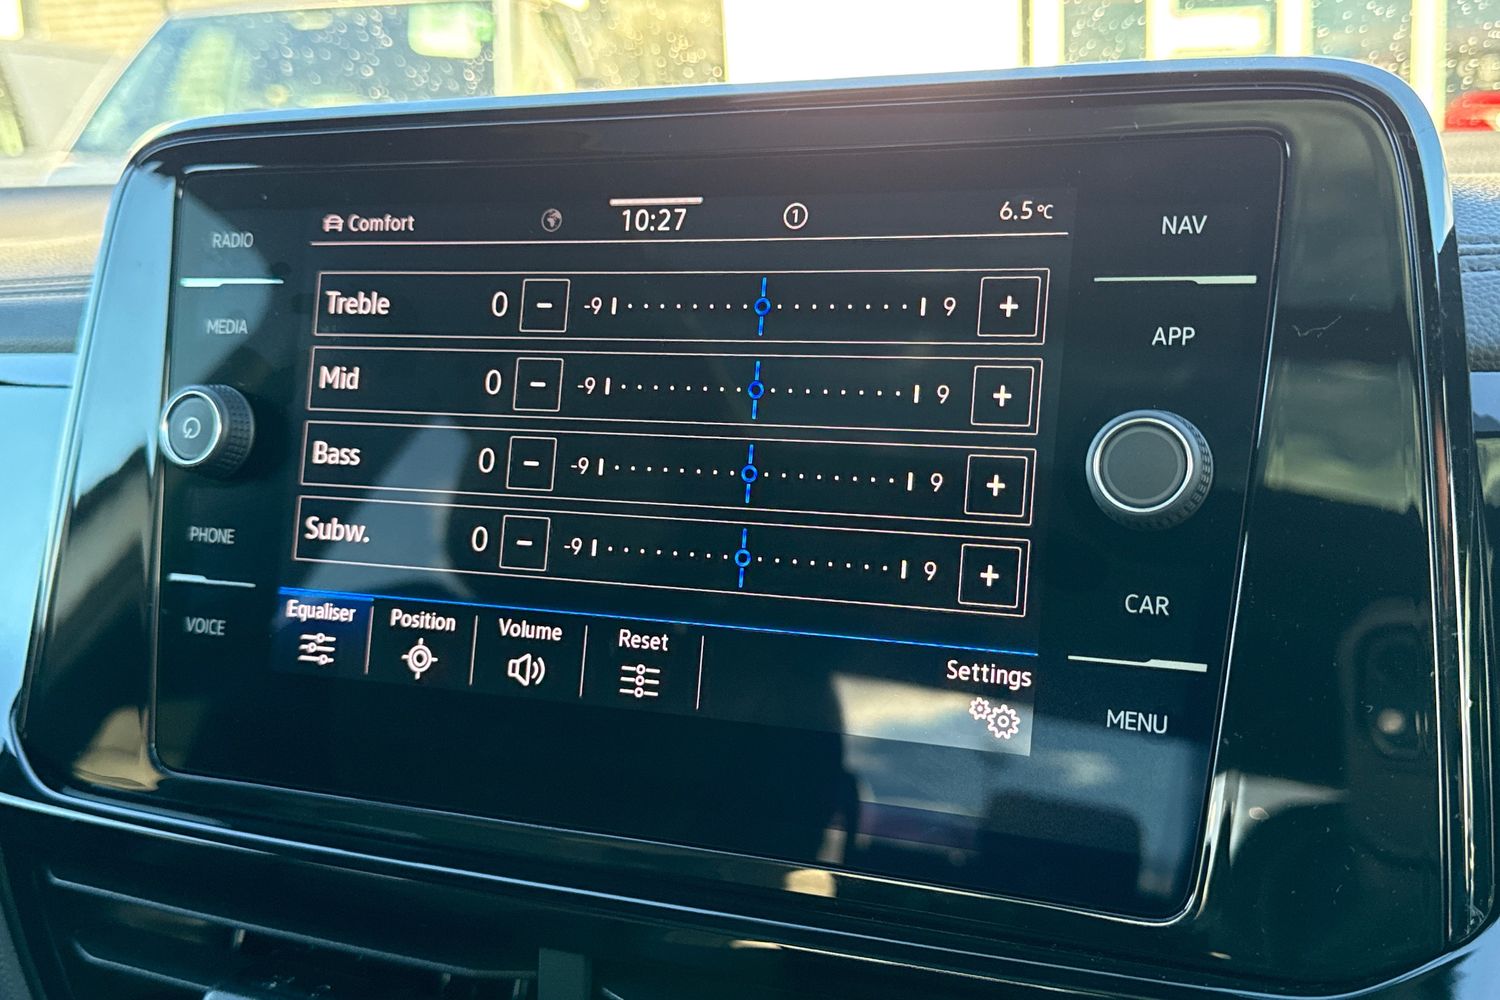 Comfort 10:27 1 6.5°C
RADIO
MEDIA
PHONE
VOICE
Treble 0 - -9 9 +
Mid 0 - -9 9 +
Bass 0 - -9 9 +
Subw. 0 - -9 9 +
Equaliser Position Volume Reset Settings
NAV
APP
CAR
MENU